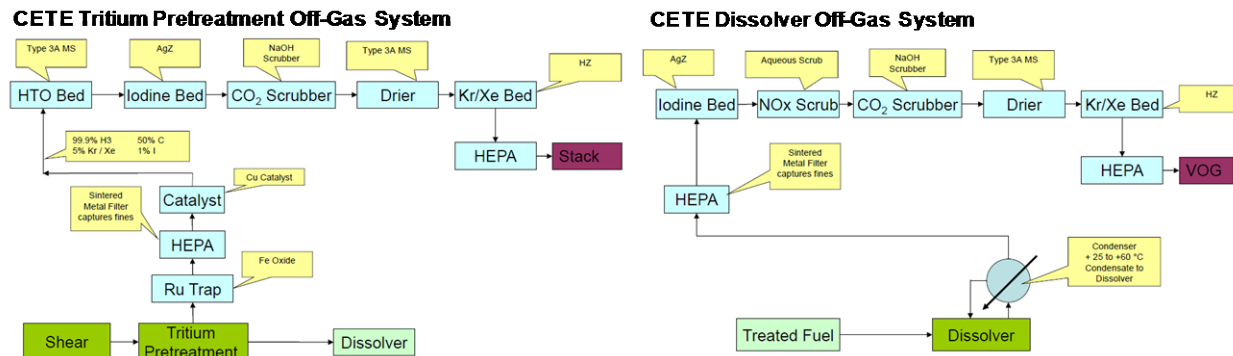 CETE Tritium Pretreatment Off-Gas System
Type 3A MS
AgZ
NaOH
Scrubber
Type 3A MS
HZ
HTO Bed
Iodine Bed
CO₂ Scrubber
Drier
Kr/Xe Bed
99.9% H3 50% C
5% Kr / Xe 1% I
HEPA
Stack
Cu Catalyst
Catalyst
Sintered
Metal Filter
captures fines
HEPA
Fe Oxide
Ru Trap
Shear
Tritium
Pretreatment
Dissolver
CETE Dissolver Off-Gas System
AgZ
Aqueous Scrub
NaOH
Scrubber
Type 3A MS
HZ
Iodine Bed
NOx Scrub
CO₂ Scrubber
Drier
Kr/Xe Bed
HEPA
VOG
Sintered
Metal Filter
captures fines
HEPA
Condenser
+ 25 to +60 °C
Condensate to
Dissolver
Treated Fuel
Dissolver